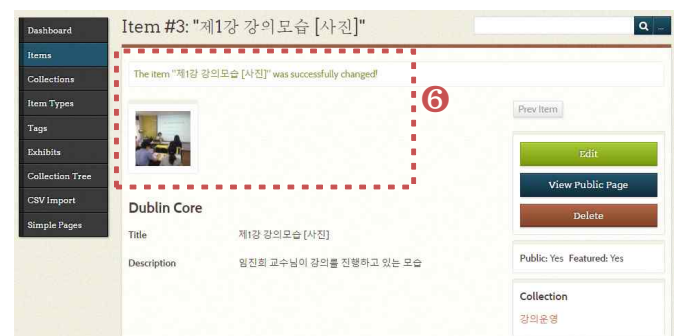 Dashboard
Items
Collections
Item Types
Tags
Exhibits
Collection Tree
CSV Import
Simple Pages
Item #3: "제1강 강의모습 [사진]"
The item "제1강 강의모습 [사진]" was successfully changed!
❻
Prev Item
Edit
View Public Page
Delete
Dublin Core
Title 제1강 강의모습 [사진]
Description 임진희 교수님이 강의를 진행하고 있는 모습
Public: Yes Featured: Yes
Collection
강의운영